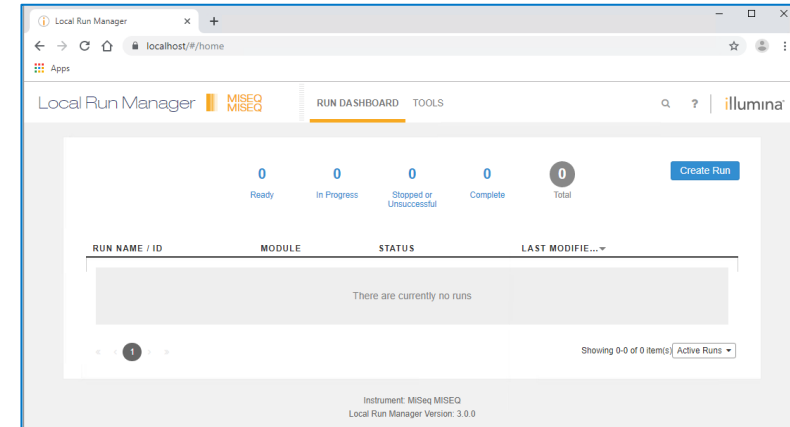 Local Run Manager
localhost/#/home
Apps
Local Run Manager MISEQ MISEQ RUN DASHBOARD TOOLS ? illumina
0 0 0 0 0 Create Run
Ready In Progress Stopped or Unsuccessful Complete Total
RUN NAME / ID MODULE STATUS LAST MODIFIE...
There are currently no runs
« ‹ 1 › » Showing 0-0 of 0 item(s) Active Runs
Instrument: MiSeq MISEQ
Local Run Manager Version: 3.0.0